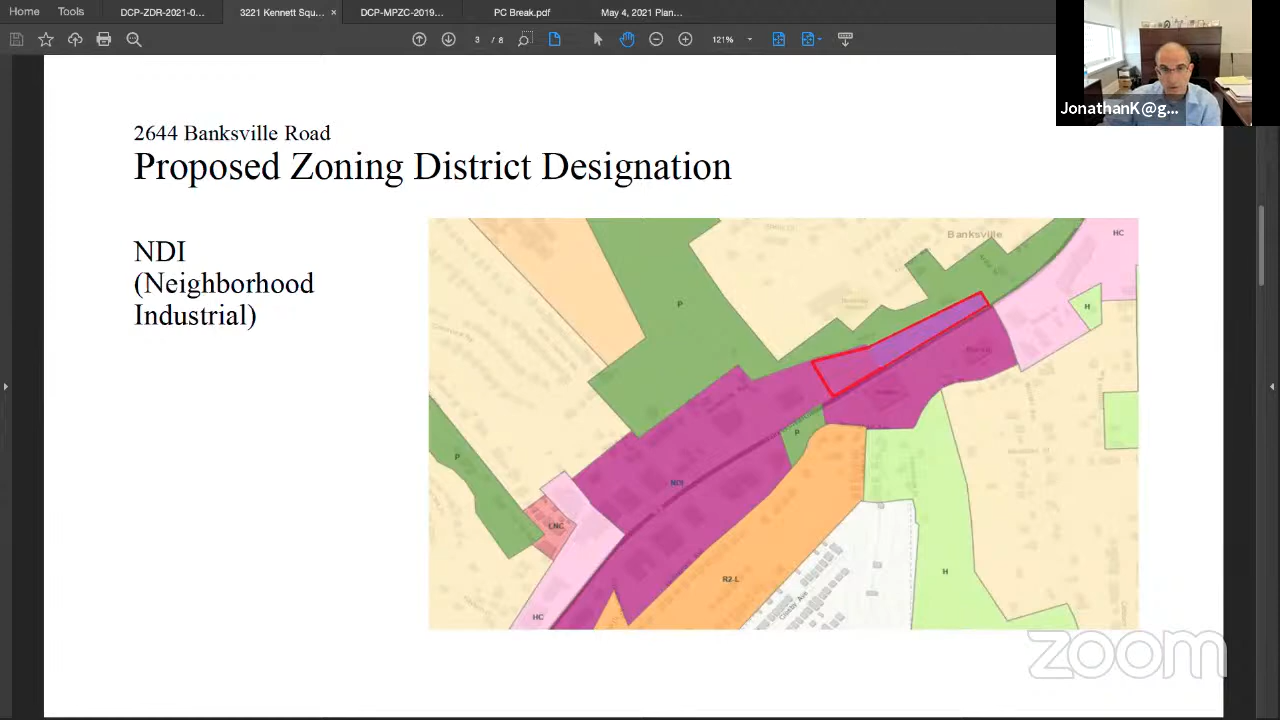 Home Tools DCP-ZDR-2021-0... 3221 Kennett Squ... × DCP-MPZC-2019... PC Break.pdf May 4, 2021 Plan...
3 / 8 121%
JonathanK@g...
2644 Banksville Road
Proposed Zoning District Designation
NDI
(Neighborhood
Industrial)
Banksville
HC
P
H
P
P
NDI
LNC
R2-L
H
HC
Crosby Ave
zoom